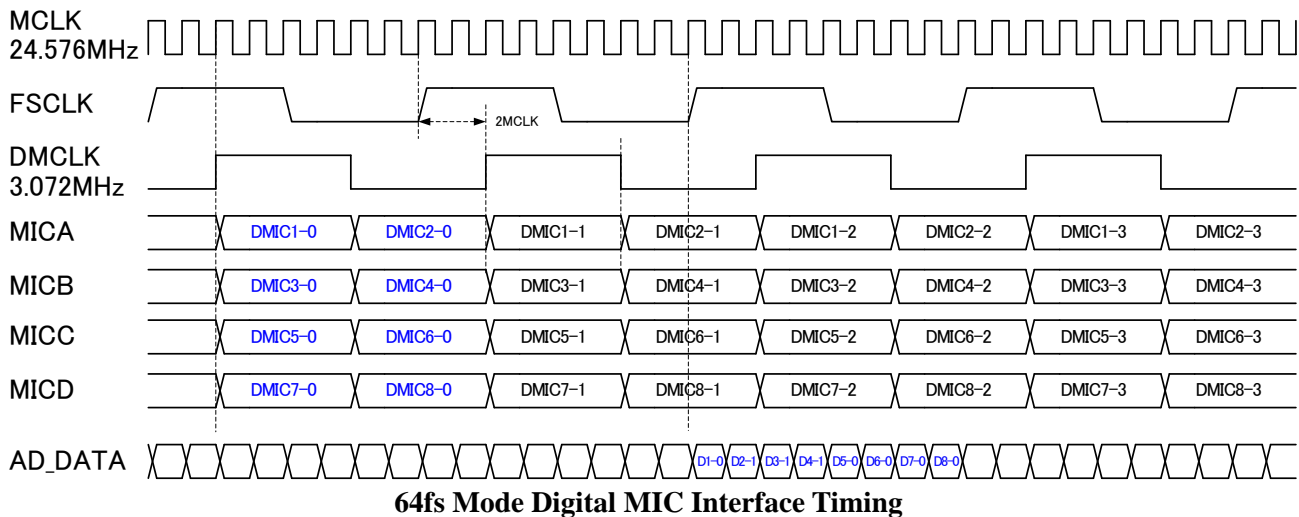 MCLK
24.576MHz
FSCLK
2MCLK
DMCLK
3.072MHz
MICA DMIC1-0 DMIC2-0 DMIC1-1 DMIC2-1 DMIC1-2 DMIC2-2 DMIC1-3 DMIC2-3
MICB DMIC3-0 DMIC4-0 DMIC3-1 DMIC4-1 DMIC3-2 DMIC4-2 DMIC3-3 DMIC4-3
MICC DMIC5-0 DMIC6-0 DMIC5-1 DMIC6-1 DMIC5-2 DMIC6-2 DMIC5-3 DMIC6-3
MICD DMIC7-0 DMIC8-0 DMIC7-1 DMIC8-1 DMIC7-2 DMIC8-2 DMIC7-3 DMIC8-3
AD_DATA D1-0 D2-1 D3-1 D4-1 D5-0 D6-0 D7-0 D8-0
64fs Mode Digital MIC Interface Timing